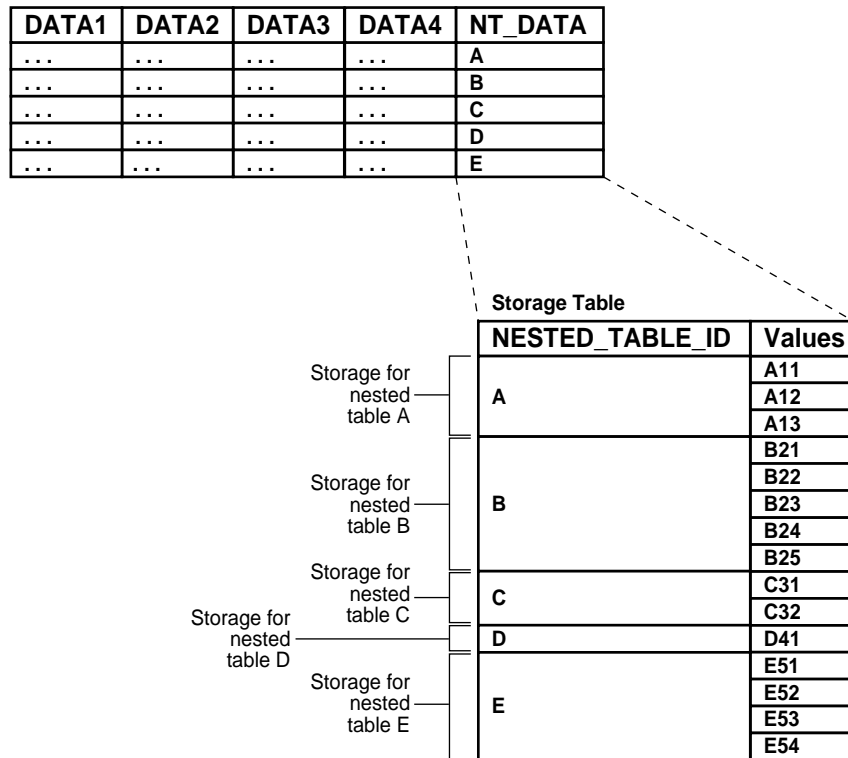 DATA1 DATA2 DATA3 DATA4 NT_DATA
... ... ... ... A
... ... ... ... B
... ... ... ... C
... ... ... ... D
... ... ... ... E
Storage Table
NESTED_TABLE_ID Values
Storage for
nested
table A
A
A11
A12
A13
Storage for
nested
table B
B
B21
B22
B23
B24
B25
Storage for
nested
table C
C
C31
C32
Storage for
nested
table D
D
D41
Storage for
nested
table E
E
E51
E52
E53
E54